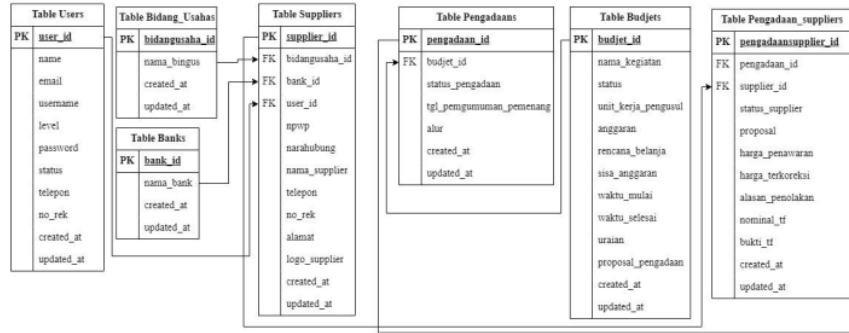 Table Users
PK user_id
name
email
username
level
password
status
telepon
no_rek
created_at
updated_at
Table Bidang_Usahas
PK bidangusaha_id
nama_bingus
created_at
updated_at
Table Banks
PK bank_id
nama_bank
created_at
updated_at
Table Suppliers
PK supplier_id
FK bidangusaha_id
FK bank_id
FK user_id
npwp
narahubung
nama_supplier
telepon
no_rek
alamat
logo_supplier
created_at
updated_at
Table Pengadaans
PK pengadaan_id
FK budjet_id
status_pengadaan
tgl_pemgumuman_pemenang
alur
created_at
updated_at
Table Budjets
PK budjet_id
nama_kegiatan
status
unit_kerja_pengusul
anggaran
rencana_belanja
sisa_anggaran
waktu_mulai
waktu_selesai
uraian
proposal_pengadaan
created_at
updated_at
Table Pengadaan_suppliers
PK pengadaansupplier_id
FK pengadaan_id
FK supplier_id
status_supplier
proposal
harga_penawaran
harga_terkoreksi
alasan_penolakan
nominal_tf
bukti_tf
created_at
updated_at